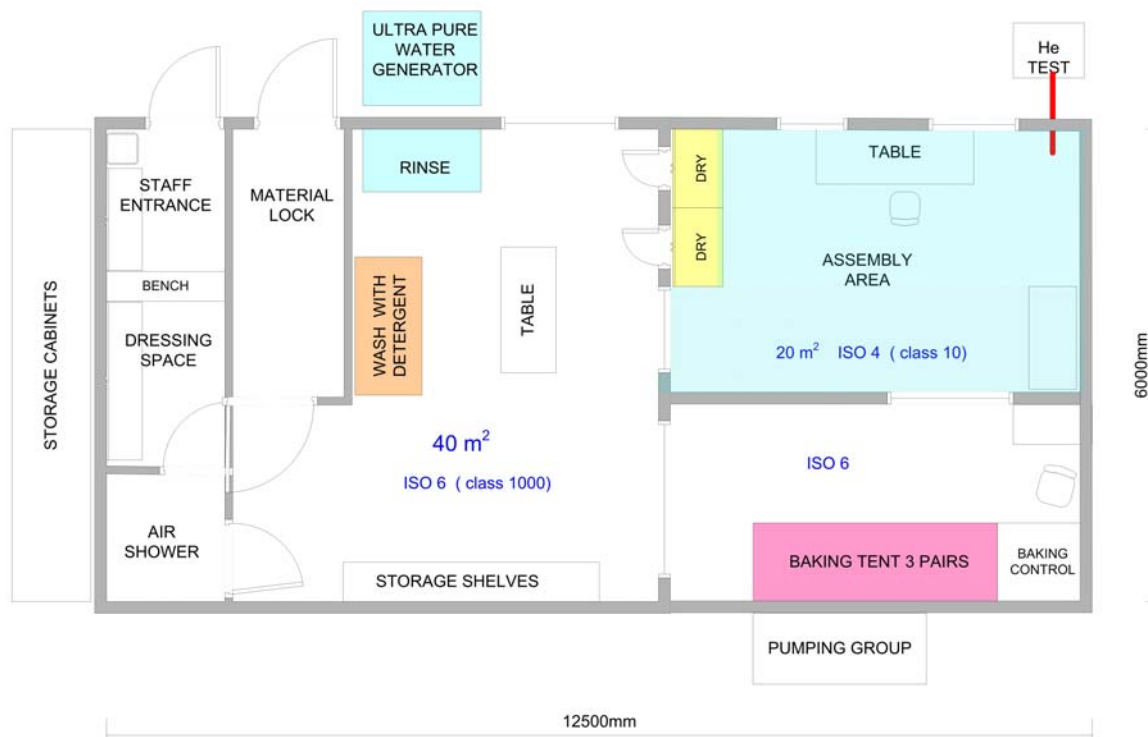 ULTRA PURE
WATER
GENERATOR
He
TEST
RINSE
DRY
TABLE
STAFF
ENTRANCE
MATERIAL
LOCK
DRY
ASSEMBLY
AREA
BENCH
WASH WITH
DETERGENT
TABLE
DRESSING
SPACE
20 m² ISO 4 ( class 10)
STORAGE CABINETS
6000mm
40 m²
ISO 6 ( class 1000)
ISO 6
AIR
SHOWER
STORAGE SHELVES
BAKING TENT 3 PAIRS
BAKING
CONTROL
PUMPING GROUP
12500mm